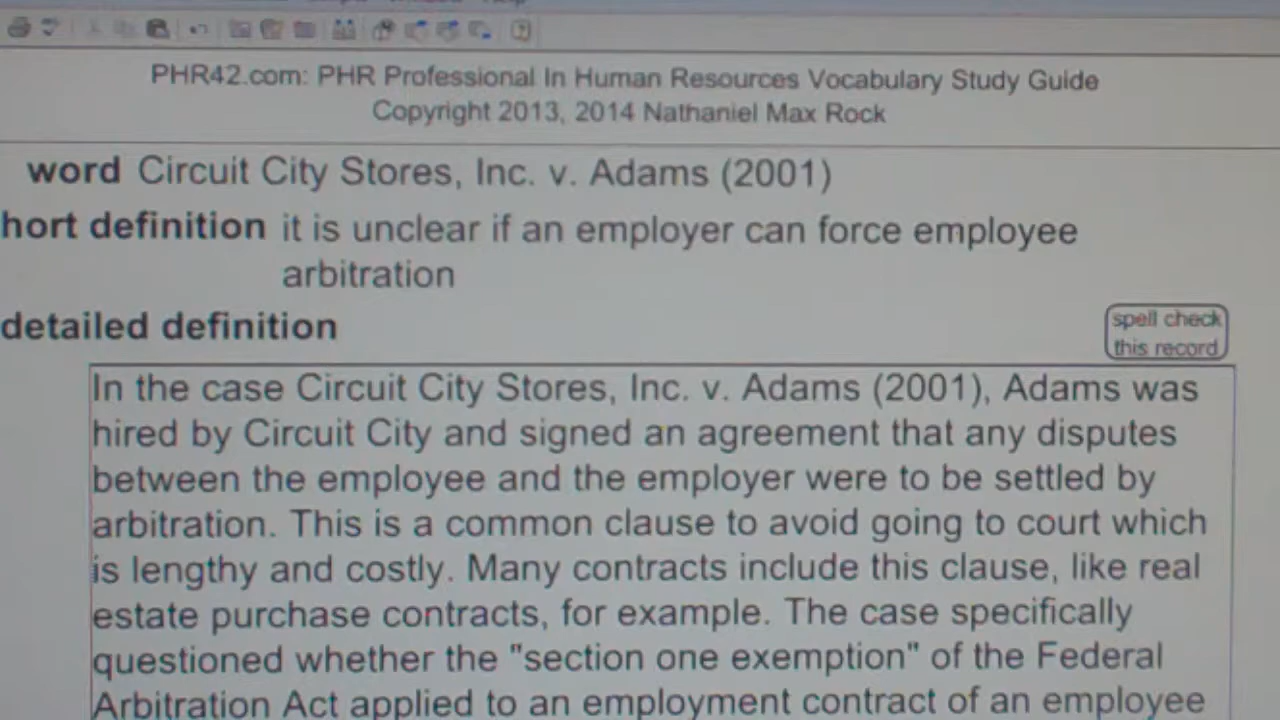 PHR42.com: PHR Professional In Human Resources Vocabulary Study Guide
Copyright 2013, 2014 Nathaniel Max Rock
word Circuit City Stores, Inc. v. Adams (2001)
hort definition it is unclear if an employer can force employee
arbitration
detailed definition
spell check
this record
In the case Circuit City Stores, Inc. v. Adams (2001), Adams was
hired by Circuit City and signed an agreement that any disputes
between the employee and the employer were to be settled by
arbitration. This is a common clause to avoid going to court which
is lengthy and costly. Many contracts include this clause, like real
estate purchase contracts, for example. The case specifically
questioned whether the "section one exemption" of the Federal
Arbitration Act applied to an employment contract of an employee